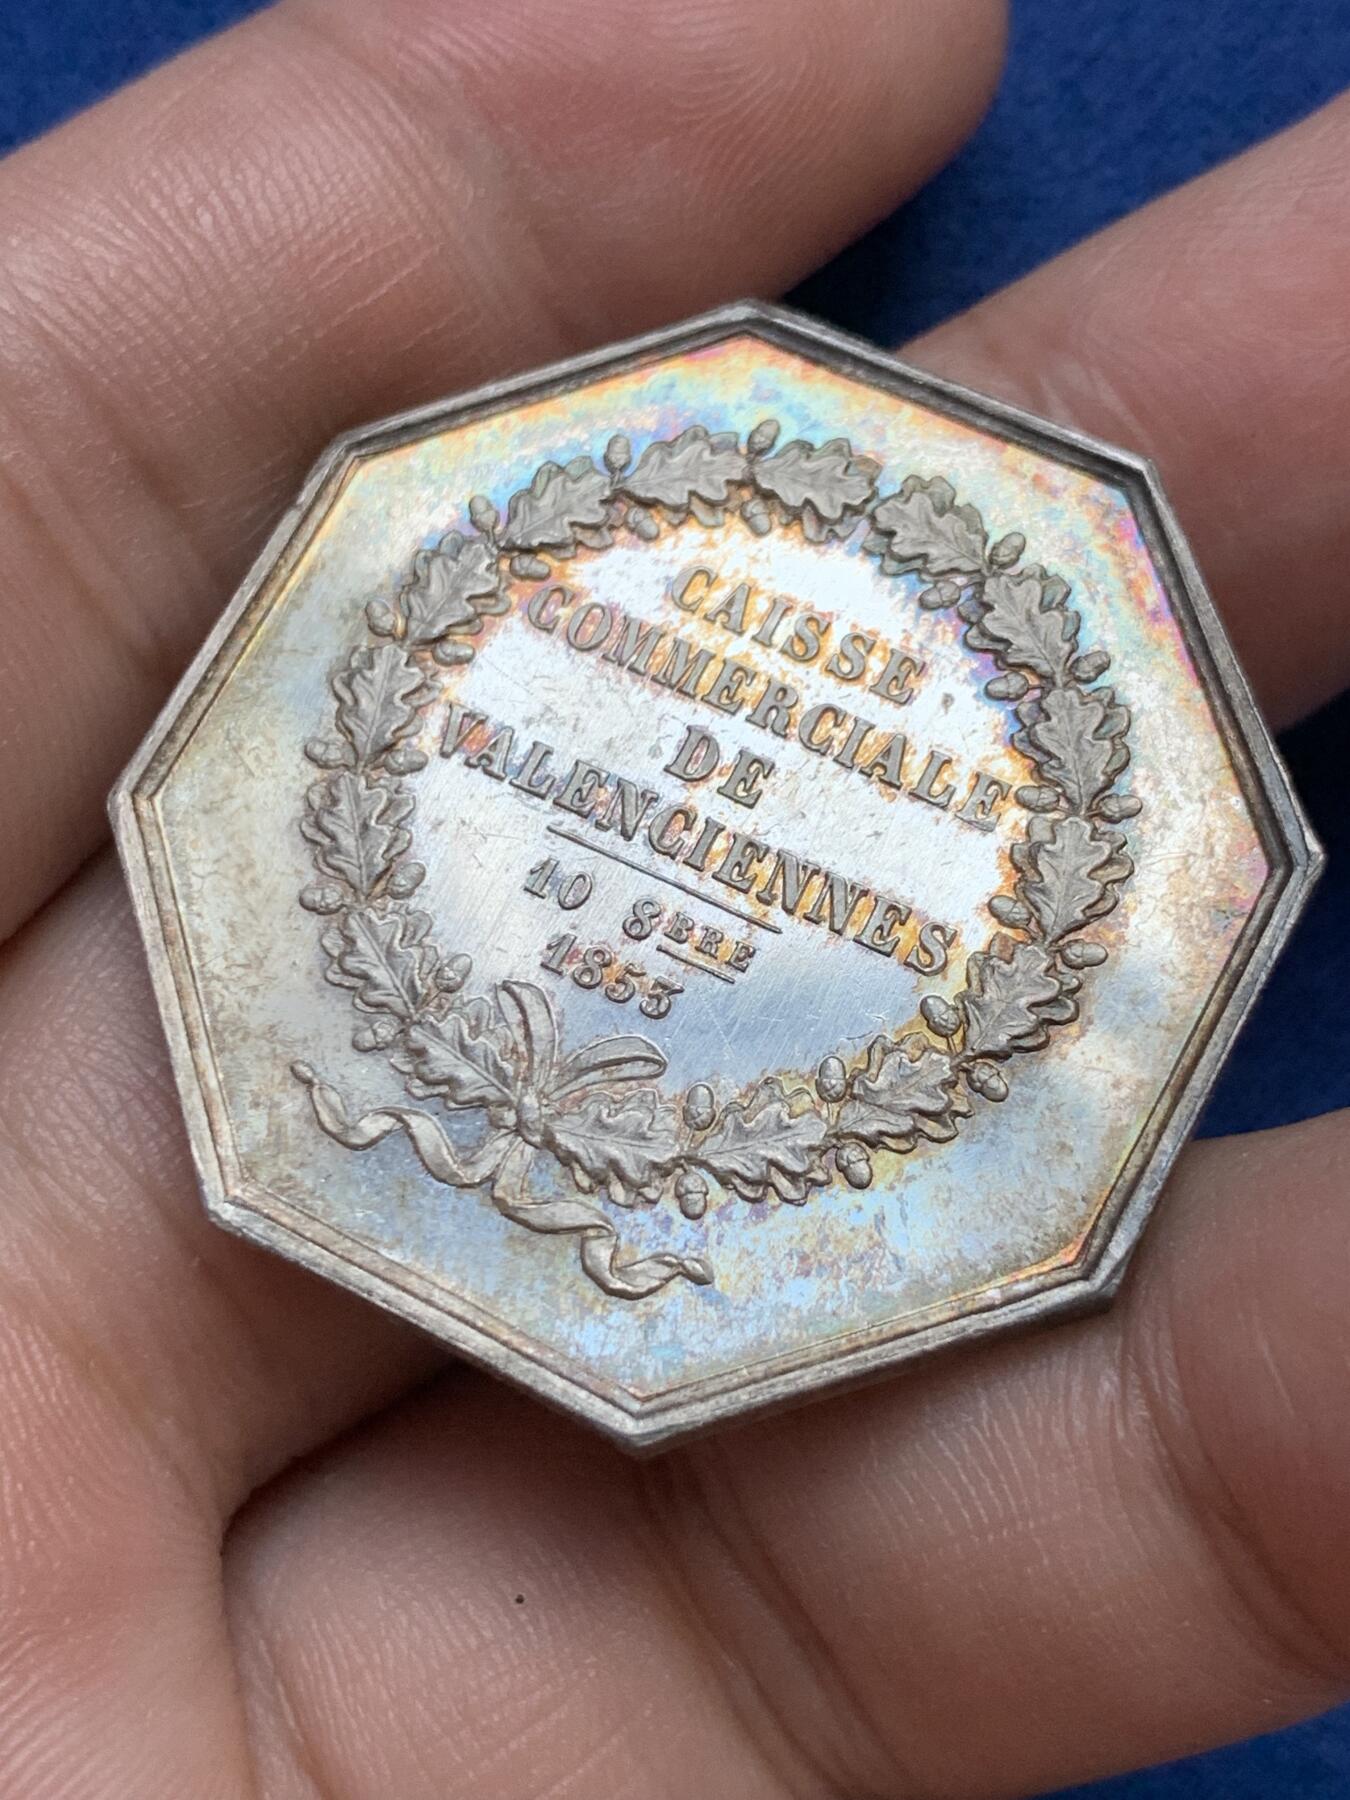 CAISSE
COMMERCIALE
DE
VALENCIENNES
10 8BRE
1853